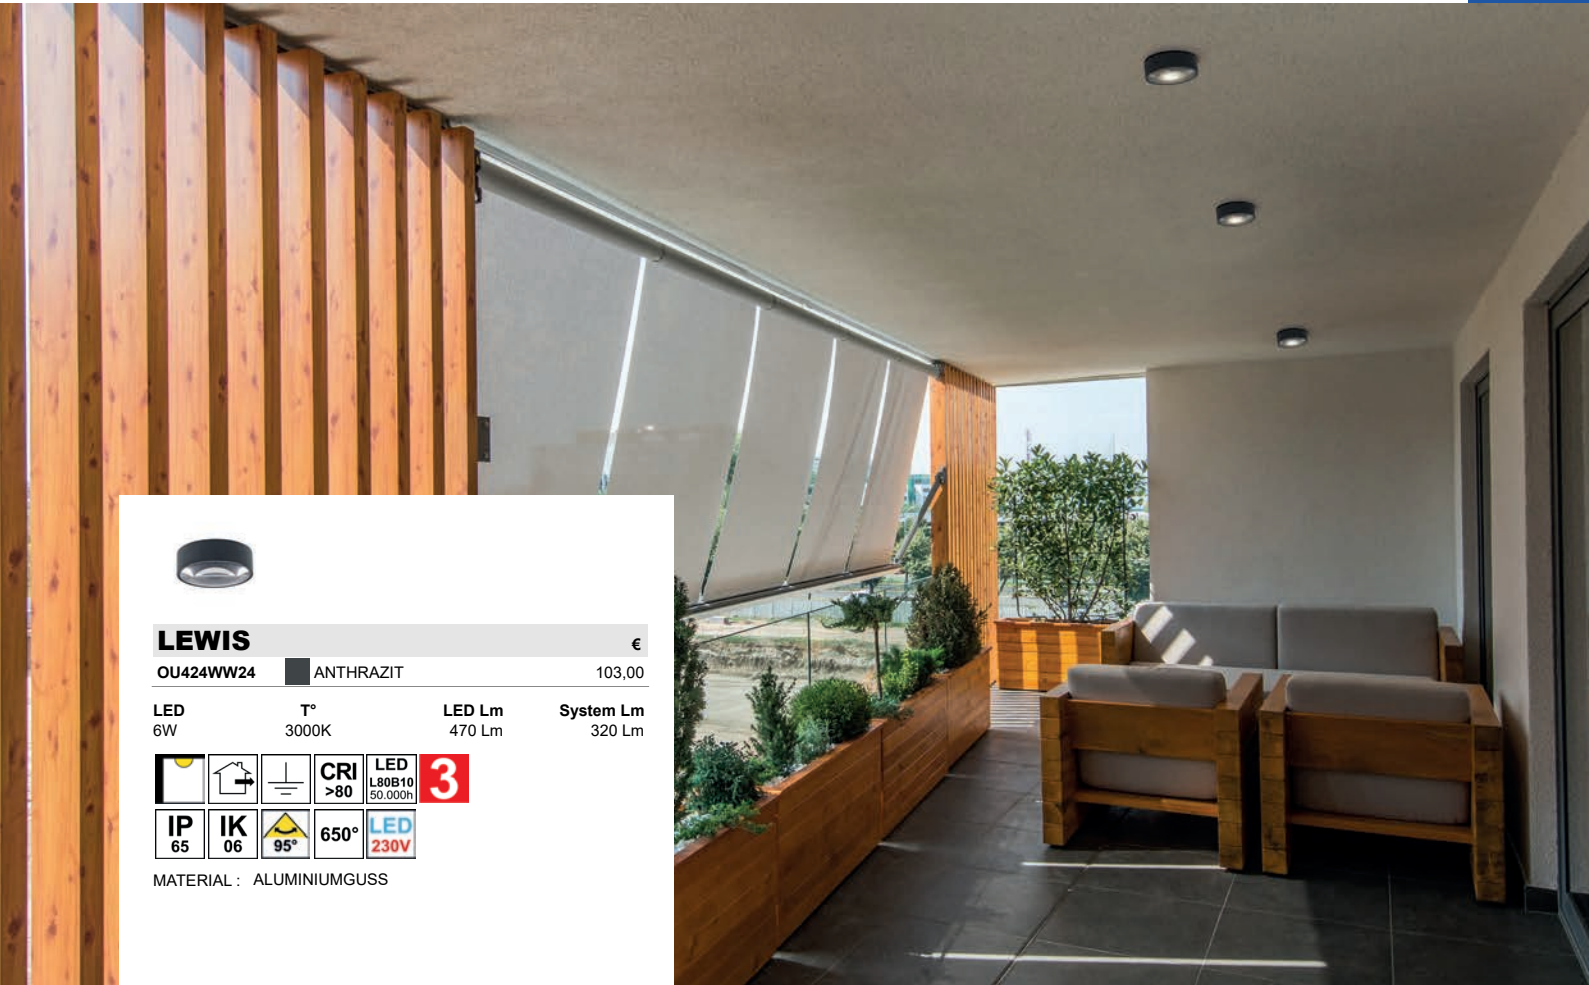 LEWIS €
OU424WW24 ANTHRAZIT 103,00
LED T° LED Lm System Lm
6W 3000K 470 Lm 320 Lm
CRI >80
LED L80B10 50.000h
3
IP 65
IK 06
95°
650°
LED 230V
MATERIAL : ALUMINIUMGUSS